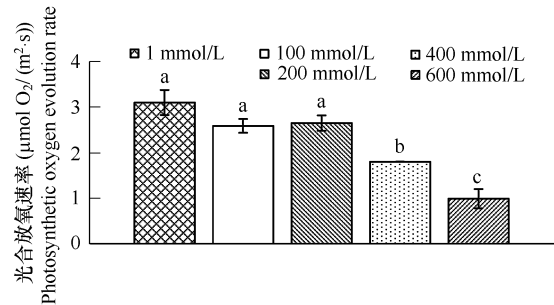 光合放氧速率 (μmol O₂/ (m²·s))
Photosynthetic oxygen evolution rate
1 mmol/L 100 mmol/L 400 mmol/L
200 mmol/L 600 mmol/L
4
3
2
1
0
a
a
a
b
c